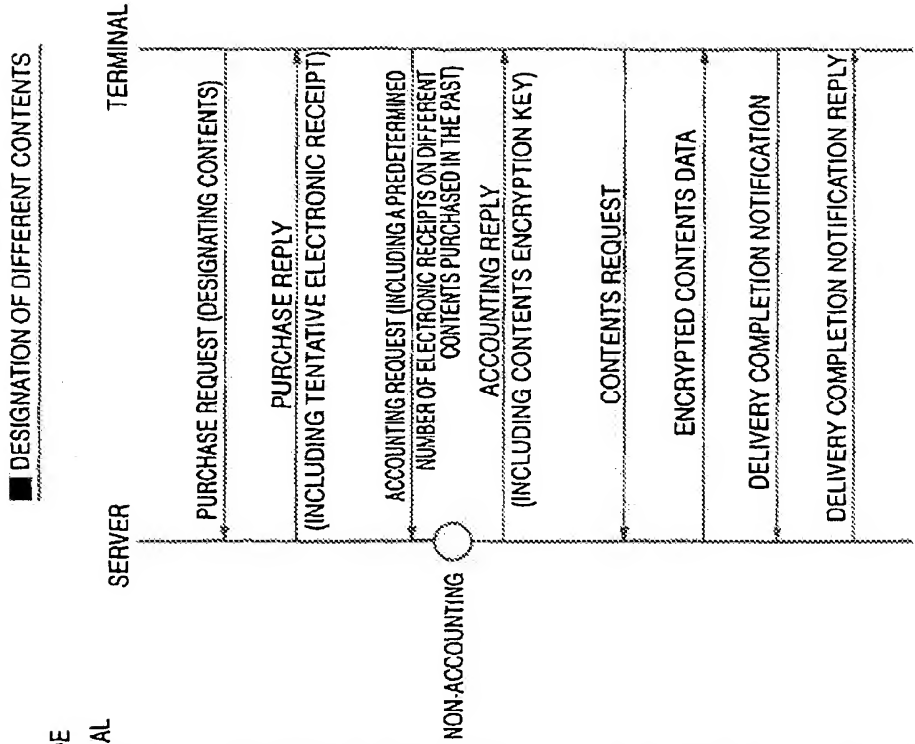 ■ DESIGNATION OF DIFFERENT CONTENTS
SERVER
TERMINAL
PURCHASE REQUEST (DESIGNATING CONTENTS)
PURCHASE REPLY
(INCLUDING TENTATIVE ELECTRONIC RECEIPT)
ACCOUNTING REQUEST (INCLUDING A PREDETERMINED
NUMBER OF ELECTRONIC RECEIPTS ON DIFFERENT
CONTENTS PURCHASED IN THE PAST)
NON-ACCOUNTING
ACCOUNTING REPLY
(INCLUDING CONTENTS ENCRYPTION KEY)
CONTENTS REQUEST
ENCRYPTED CONTENTS DATA
DELIVERY COMPLETION NOTIFICATION
DELIVERY COMPLETION NOTIFICATION REPLY